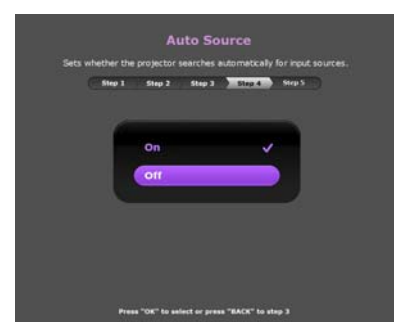 Auto Source
Sets whether the projector searches automatically for input sources.
Step 1 Step 2 Step 3 Step 4 Step 5
On
Off
Press "OK" to select or press "BACK" to step 3